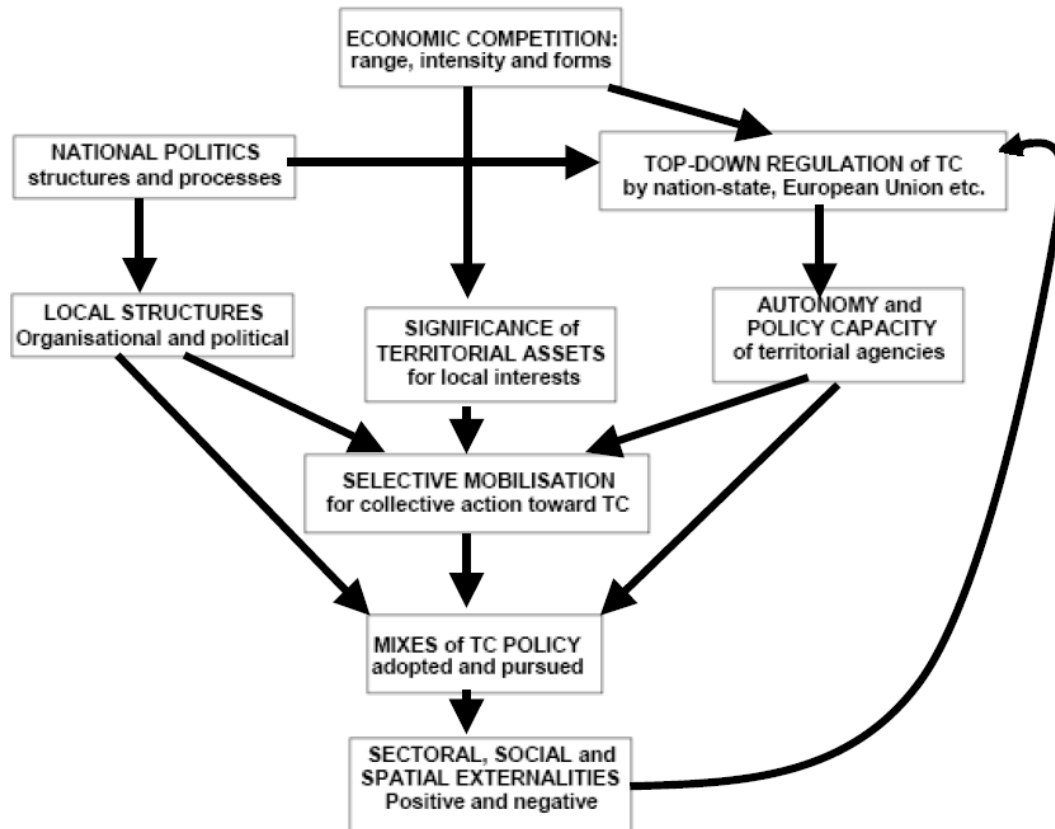 ECONOMIC COMPETITION:
range, intensity and forms
NATIONAL POLITICS
structures and processes
TOP-DOWN REGULATION of TC
by nation-state, European Union etc.
LOCAL STRUCTURES
Organisational and political
SIGNIFICANCE of
TERRITORIAL ASSETS
for local interests
AUTONOMY and
POLICY CAPACITY
of territorial agencies
SELECTIVE MOBILISATION
for collective action toward TC
MIXES of TC POLICY
adopted and pursued
SECTORAL, SOCIAL and
SPATIAL EXTERNALITIES
Positive and negative